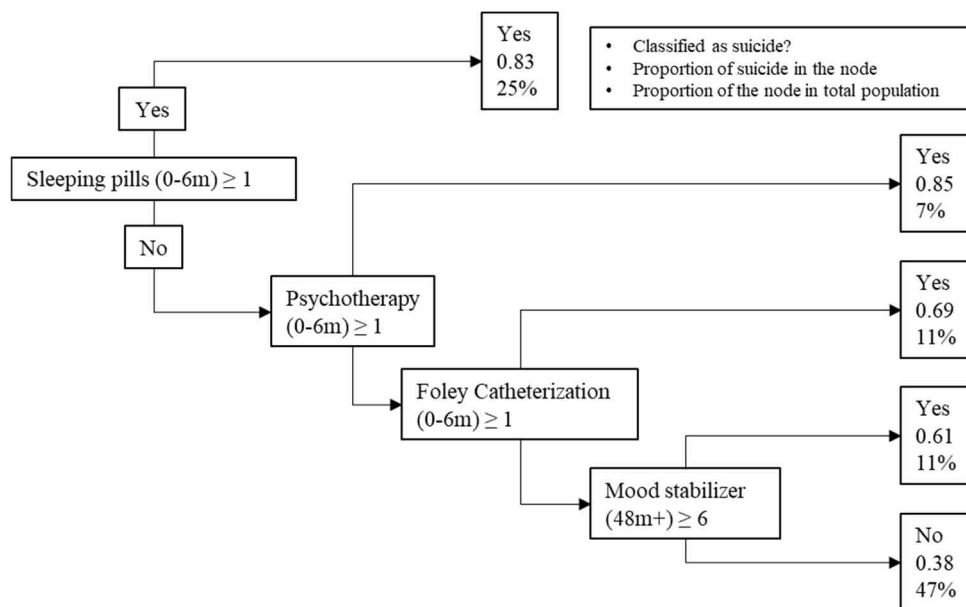 Yes
0.83
25%
• Classified as suicide?
• Proportion of suicide in the node
• Proportion of the node in total population
Yes
Sleeping pills (0-6m) ≥ 1
No
Yes
0.85
7%
Psychotherapy
(0-6m) ≥ 1
Yes
0.69
11%
Foley Catheterization
(0-6m) ≥ 1
Yes
0.61
11%
Mood stabilizer
(48m+) ≥ 6
No
0.38
47%